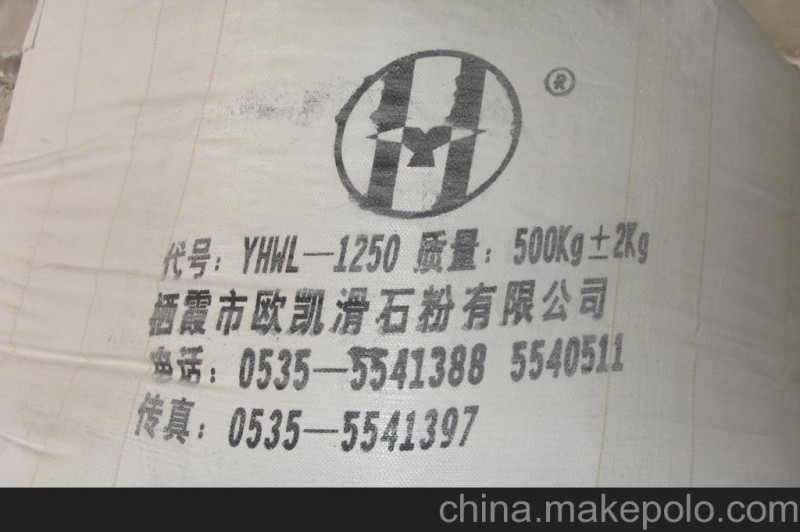 ®
代号：YHWL—1250 质量：500Kg±2Kg
栖霞市欧凯滑石粉有限公司
电话：0535—5541388 5540511
传真：0535—5541397
china.makepolo.com